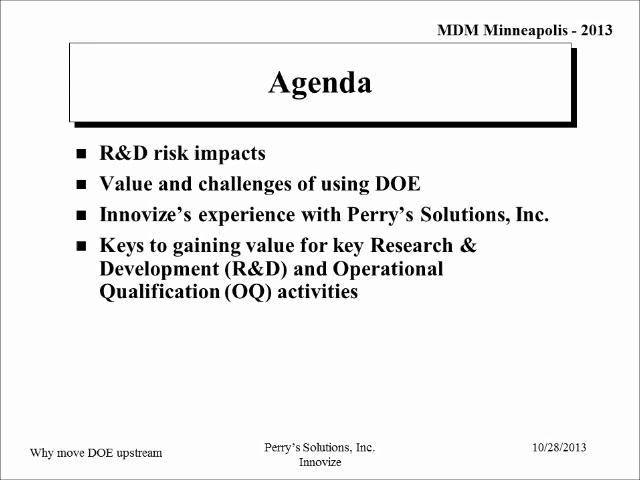 MDM Minneapolis - 2013
Agenda
R&D risk impacts
Value and challenges of using DOE
Innovize's experience with Perry's Solutions, Inc.
Keys to gaining value for key Research &
Development (R&D) and Operational
Qualification (OQ) activities
Why move DOE upstream
Perry's Solutions, Inc.
Innovize
10/28/2013